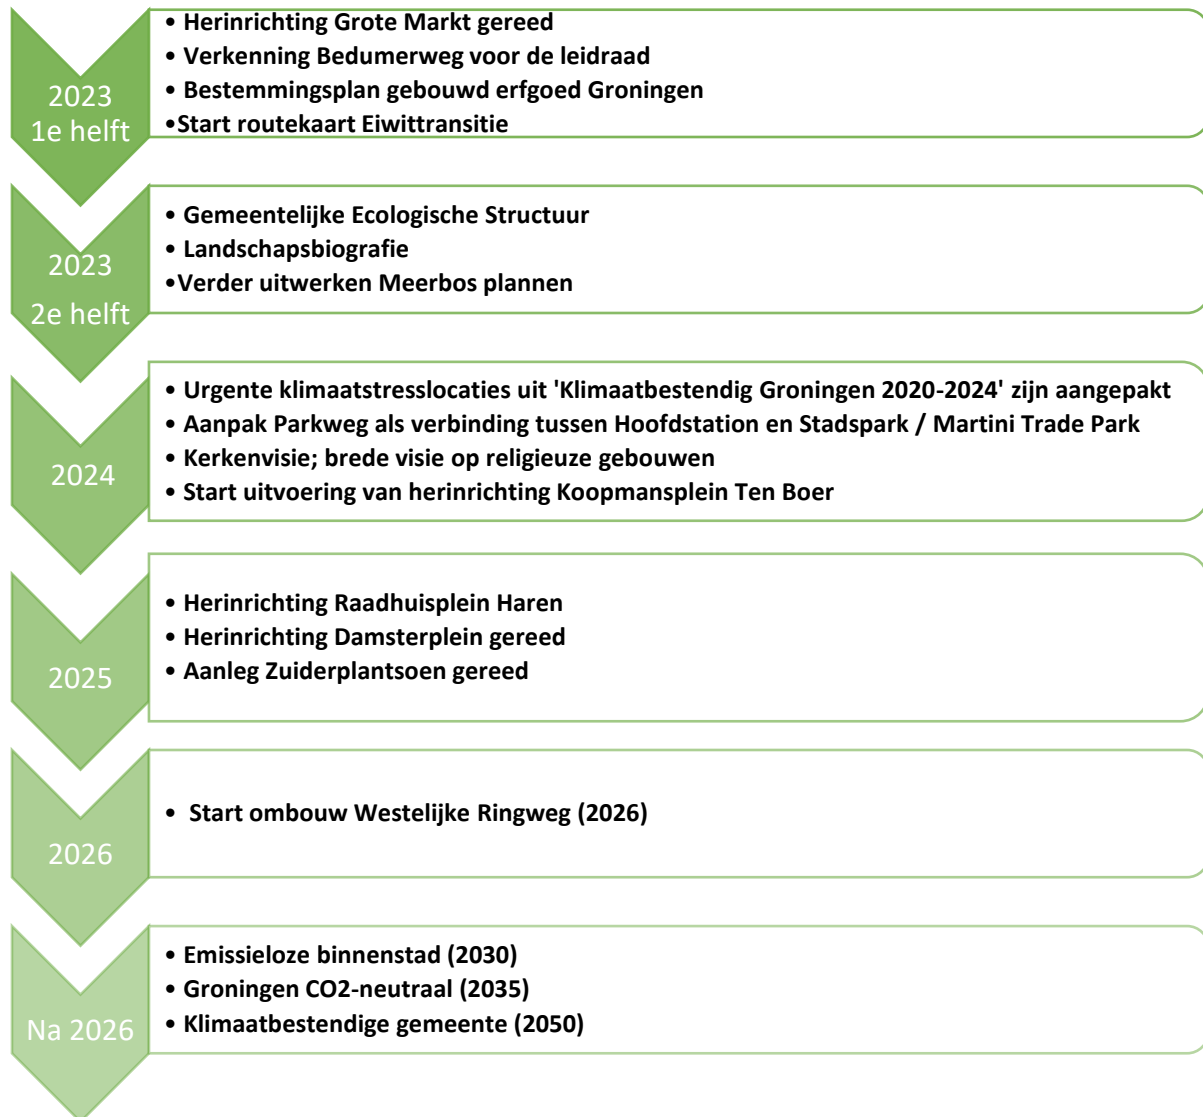 2023
1e helft
• Herinrichting Grote Markt gereed
• Verkenning Bedumerweg voor de leidraad
• Bestemmingsplan gebouwd erfgoed Groningen
•Start routekaart Eiwittransitie
2023
2e helft
• Gemeentelijke Ecologische Structuur
• Landschapsbiografie
•Verder uitwerken Meerbos plannen
2024
• Urgente klimaatstresslocaties uit 'Klimaatbestendig Groningen 2020-2024' zijn aangepakt
• Aanpak Parkweg als verbinding tussen Hoofdstation en Stadspark / Martini Trade Park
• Kerkenvisie; brede visie op religieuze gebouwen
• Start uitvoering van herinrichting Koopmansplein Ten Boer
2025
• Herinrichting Raadhuisplein Haren
• Herinrichting Damsterplein gereed
• Aanleg Zuiderplantsoen gereed
2026
• Start ombouw Westelijke Ringweg (2026)
Na 2026
• Emissieloze binnenstad (2030)
• Groningen CO2-neutraal (2035)
• Klimaatbestendige gemeente (2050)